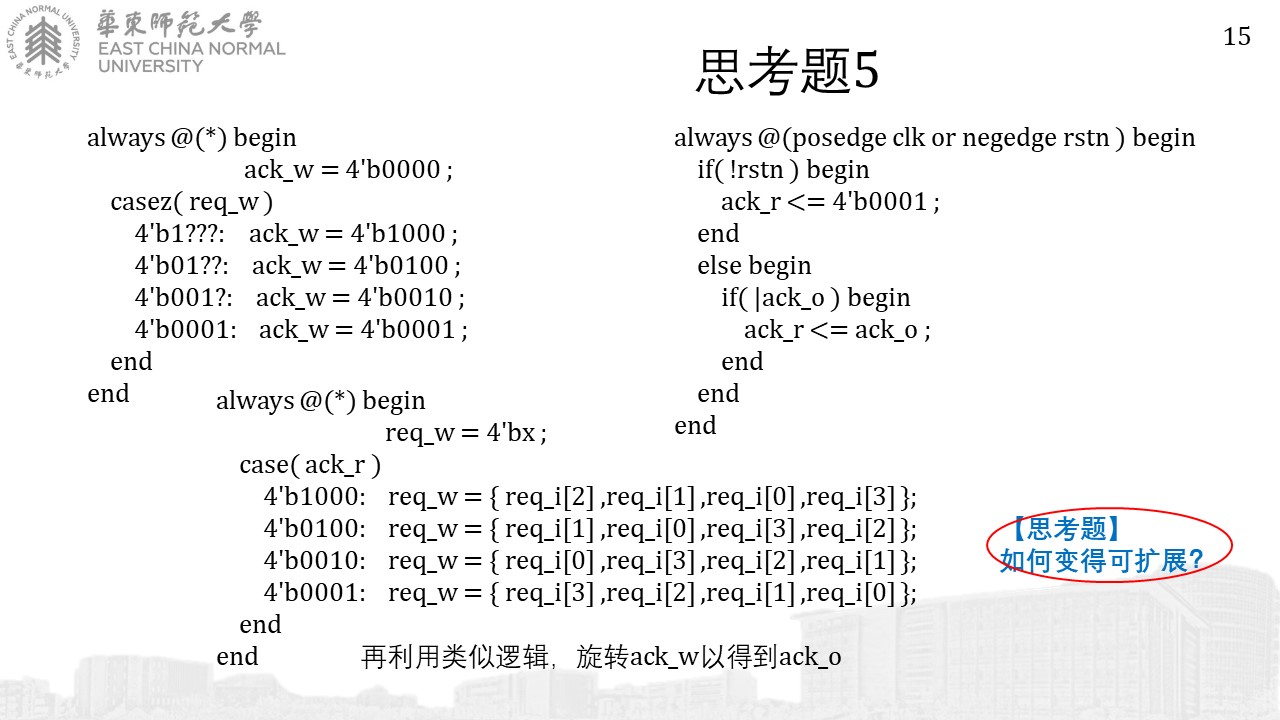 華東師範大學
EAST CHINA NORMAL
UNIVERSITY
EAST CHINA NORMAL UNIVERSITY
華東师范大学
15
思考题5
always @(*) begin
ack_w = 4'b0000 ;
casez( req_w )
4'b1???: ack_w = 4'b1000 ;
4'b01??: ack_w = 4'b0100 ;
4'b001?: ack_w = 4'b0010 ;
4'b0001: ack_w = 4'b0001 ;
end
end
always @(posedge clk or negedge rstn ) begin
if( !rstn ) begin
ack_r <= 4'b0001 ;
end
else begin
if( |ack_o ) begin
ack_r <= ack_o ;
end
end
end
always @(*) begin
req_w = 4'bx ;
case( ack_r )
4'b1000: req_w = { req_i[2] ,req_i[1] ,req_i[0] ,req_i[3] };
4'b0100: req_w = { req_i[1] ,req_i[0] ,req_i[3] ,req_i[2] };
4'b0010: req_w = { req_i[0] ,req_i[3] ,req_i[2] ,req_i[1] };
4'b0001: req_w = { req_i[3] ,req_i[2] ,req_i[1] ,req_i[0] };
end
end
再利用类似逻辑，旋转ack_w以得到ack_o
【思考题】
如何变得可扩展？